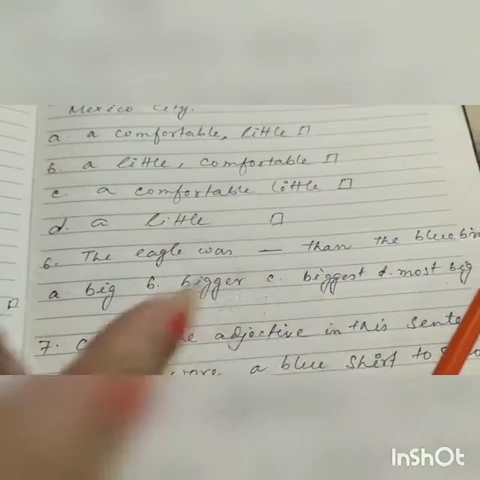 Mexico City.
a. a comfortable, little
b. a little, comfortable
c. a comfortable little
d. a little
6. The eagle was — than the bluebir
a. big b. bigger c. biggest d. most big
7. adjective in this sente
a blue shirt to
InShOt